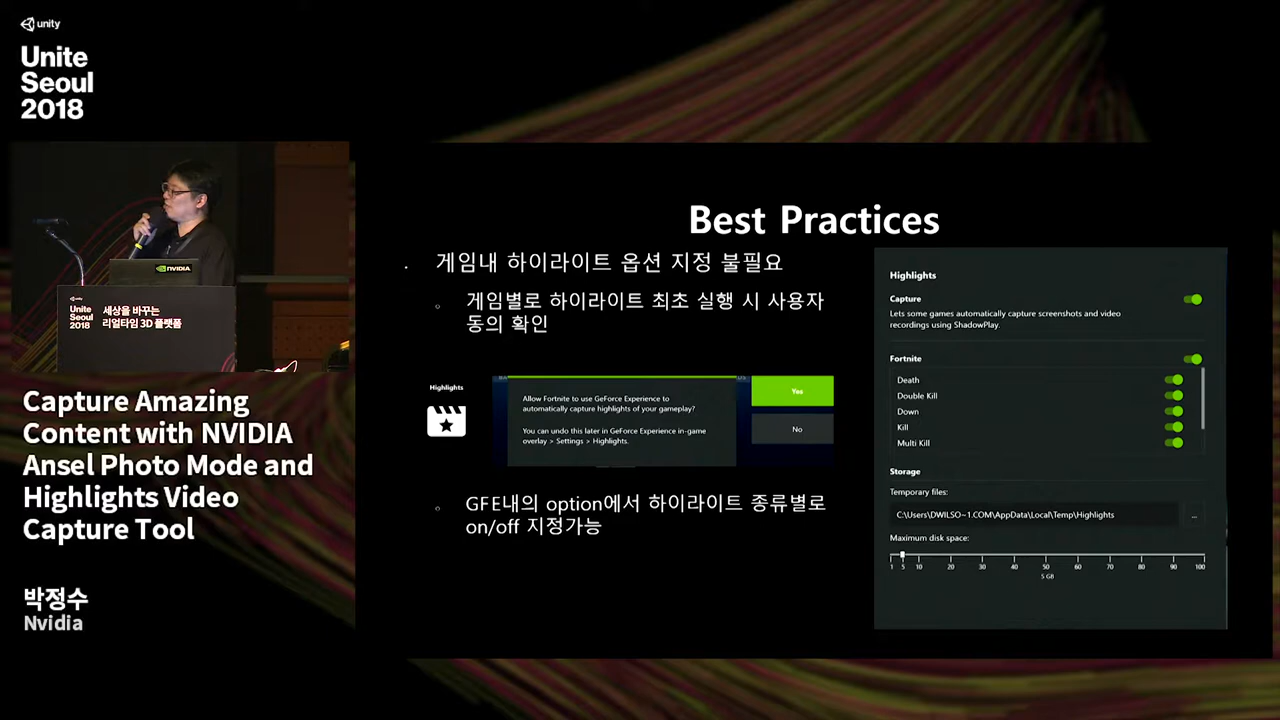 unity
Unite
Seoul
2018
NVIDIA
unity
Unite
Seoul
2018
세상을 바꾸는
리얼타임 3D 플랫폼
Capture Amazing
Content with NVIDIA
Ansel Photo Mode and
Highlights Video
Capture Tool
박정수
Nvidia
Best Practices
게임내 하이라이트 옵션 지정 불필요
게임별로 하이라이트 최초 실행 시 사용자
동의 확인
Highlights
Allow Fortnite to use GeForce Experience to
automatically capture highlights of your gameplay?
You can undo this later in GeForce Experience in-game
overlay > Settings > Highlights.
Yes
No
GFE내의 option에서 하이라이트 종류별로
on/off 지정가능
Highlights
Capture
Lets some games automatically capture screenshots and video
recordings using ShadowPlay.
Fortnite
Death
Double Kill
Down
Kill
Multi Kill
Storage
Temporary files:
C:\Users\DWILSO~1.COM\AppData\Local\Temp\Highlights
...
Maximum disk space:
1 5 10 20 30 40 50 60 70 80 90 100
5 GB